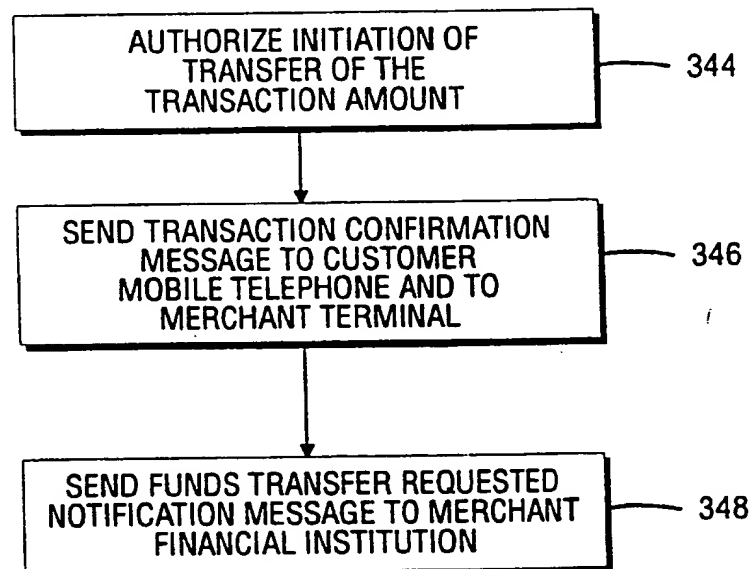 AUTHORIZE INITIATION OF
TRANSFER OF THE
TRANSACTION AMOUNT
344
SEND TRANSACTION CONFIRMATION
MESSAGE TO CUSTOMER
MOBILE TELEPHONE AND TO
MERCHANT TERMINAL
346
SEND FUNDS TRANSFER REQUESTED
NOTIFICATION MESSAGE TO MERCHANT
FINANCIAL INSTITUTION
348